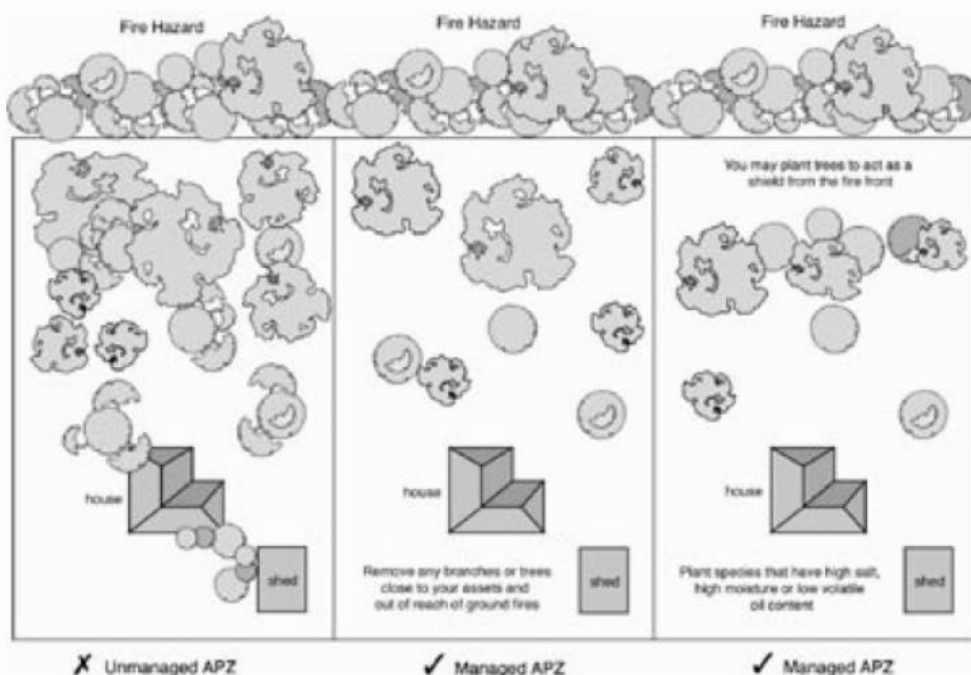 Fire Hazard
Fire Hazard
Fire Hazard
house
shed
X Unmanaged APZ
house
Remove any branches or trees
close to your assets and
out of reach of ground fires
shed
✓ Managed APZ
You may plant trees to act as a
shield from the fire front
house
Plant species that have high salt,
high moisture or low volatile
oil content
shed
✓ Managed APZ